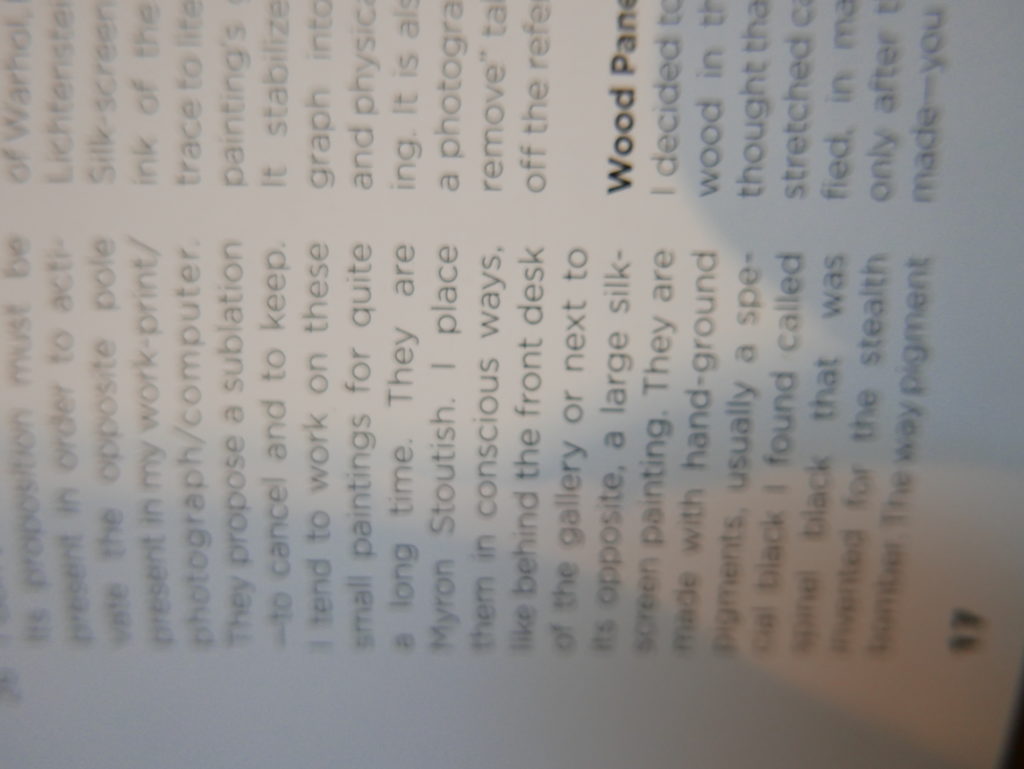 its proposition must be
present in order to acti-
vate the opposite pole
present in my work-print/
photograph/computer.
They propose a sublation
—to cancel and to keep.
I tend to work on these
small paintings for quite
a long time. They are
Myron Stoutish. I place
them in conscious ways,
like behind the front desk
of the gallery or next to
its opposite, a large silk-
screen painting. They are
made with hand-ground
pigments, usually a spe-
cial black I found called
spinel black that was
invented for the stealth
bomber. The way pigment
17
of Warhol,
Lichtenstei
Silk-screen
ink of the
trace to lite
painting's
It stabilize
graph into
and physica
ing. It is als
a photogra
remove" tal
off the refe
Wood Pane
I decided to
wood in th
thought tha
stretched ca
fied, in ma
only after t
made—you